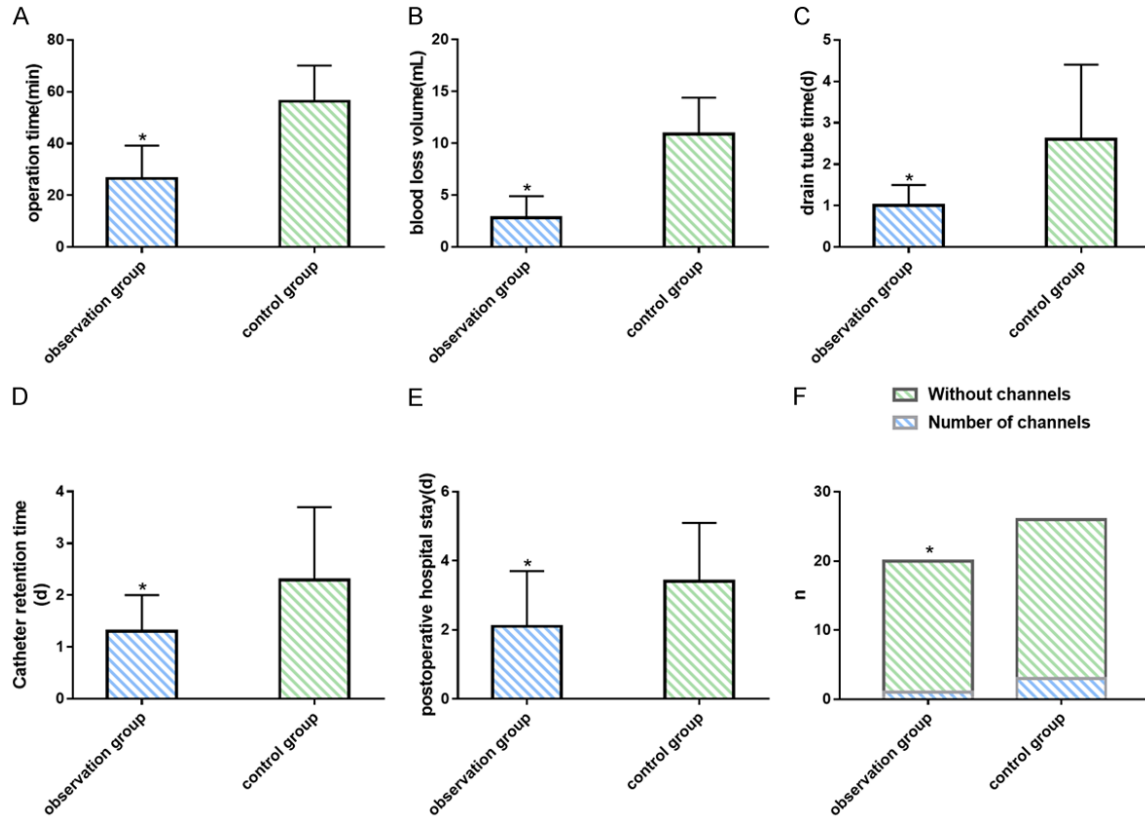 A
operation time(min)
80
60
40
20
0
*
observation group
control group
B
blood loss volume(mL)
20
15
10
5
0
*
observation group
control group
C
drain tube time(d)
5
4
3
2
1
0
*
observation group
control group
D
Catheter retention time
(d)
4
3
2
1
0
*
observation group
control group
E
postoperative hospital stay(d)
6
4
2
0
*
observation group
control group
F
Without channels
Number of channels
n
30
20
10
0
*
observation group
control group